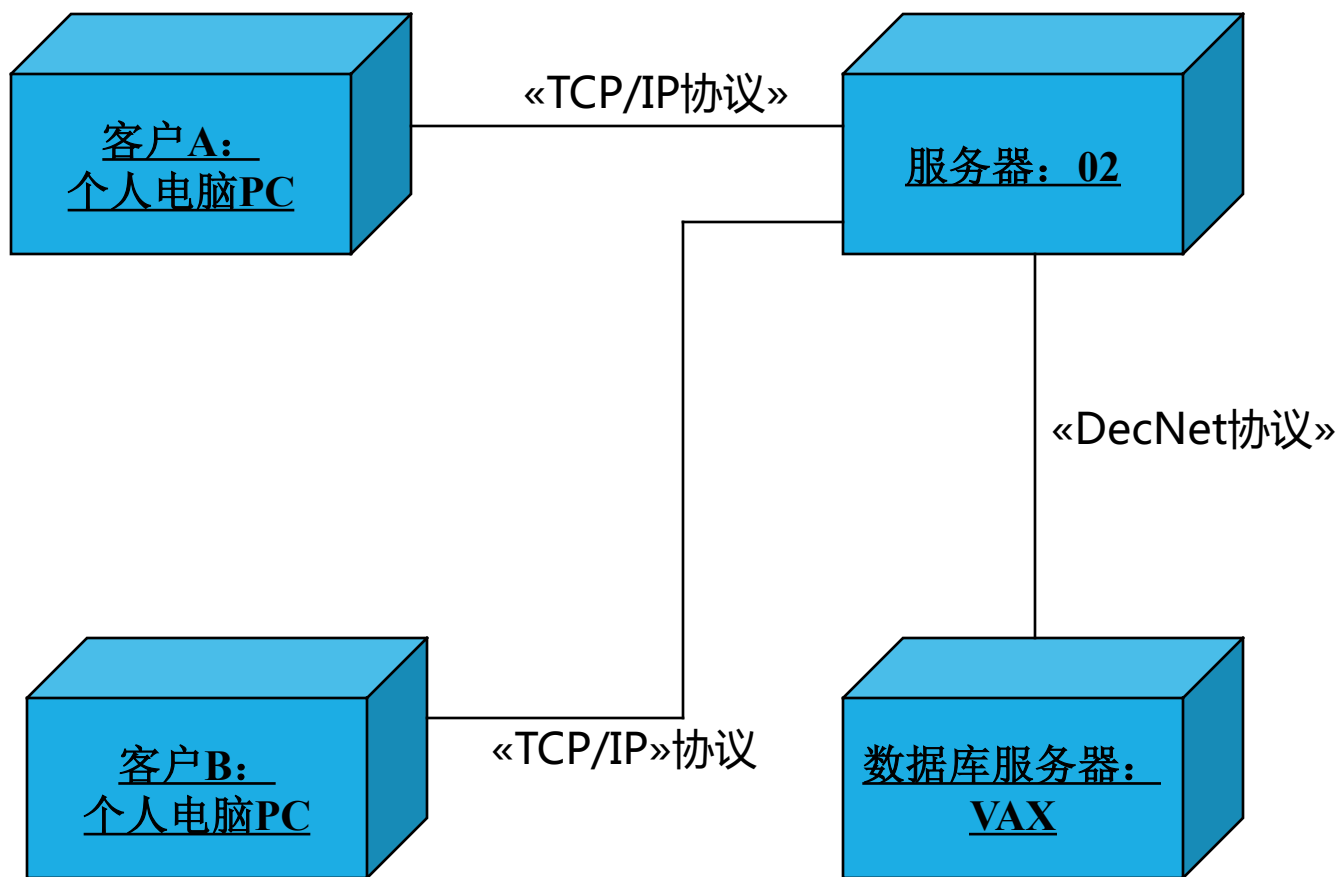 «TCP/IP协议»
客户A：
个人电脑PC
服务器：02
«DecNet协议»
«TCP/IP»协议
客户B：
个人电脑PC
数据库服务器：
VAX